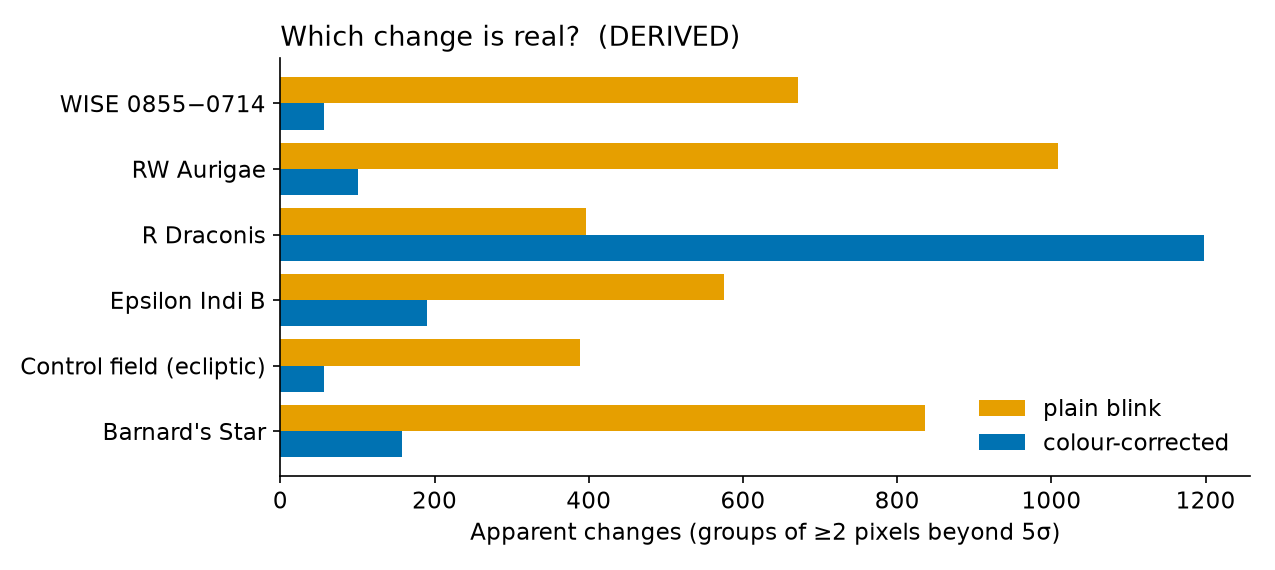 Which change is real?  (DERIVED)
WISE 0855−0714
RW Aurigae
R Draconis
Epsilon Indi B
Control field (ecliptic)
Barnard's Star
plain blink
colour-corrected
0 200 400 600 800 1000 1200
Apparent changes (groups of ≥2 pixels beyond 5σ)